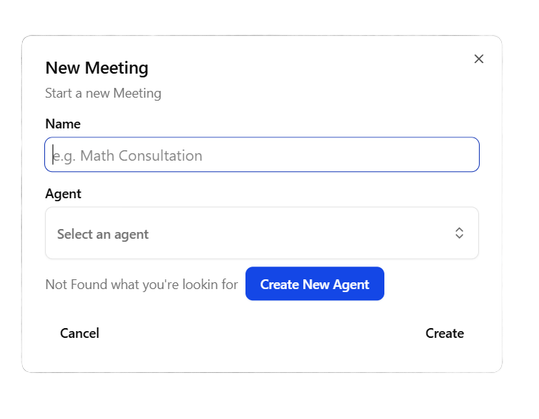 New Meeting
Start a new Meeting
Name
e.g. Math Consultation
Agent
Select an agent
Not Found what you're lookin for Create New Agent
Cancel Create